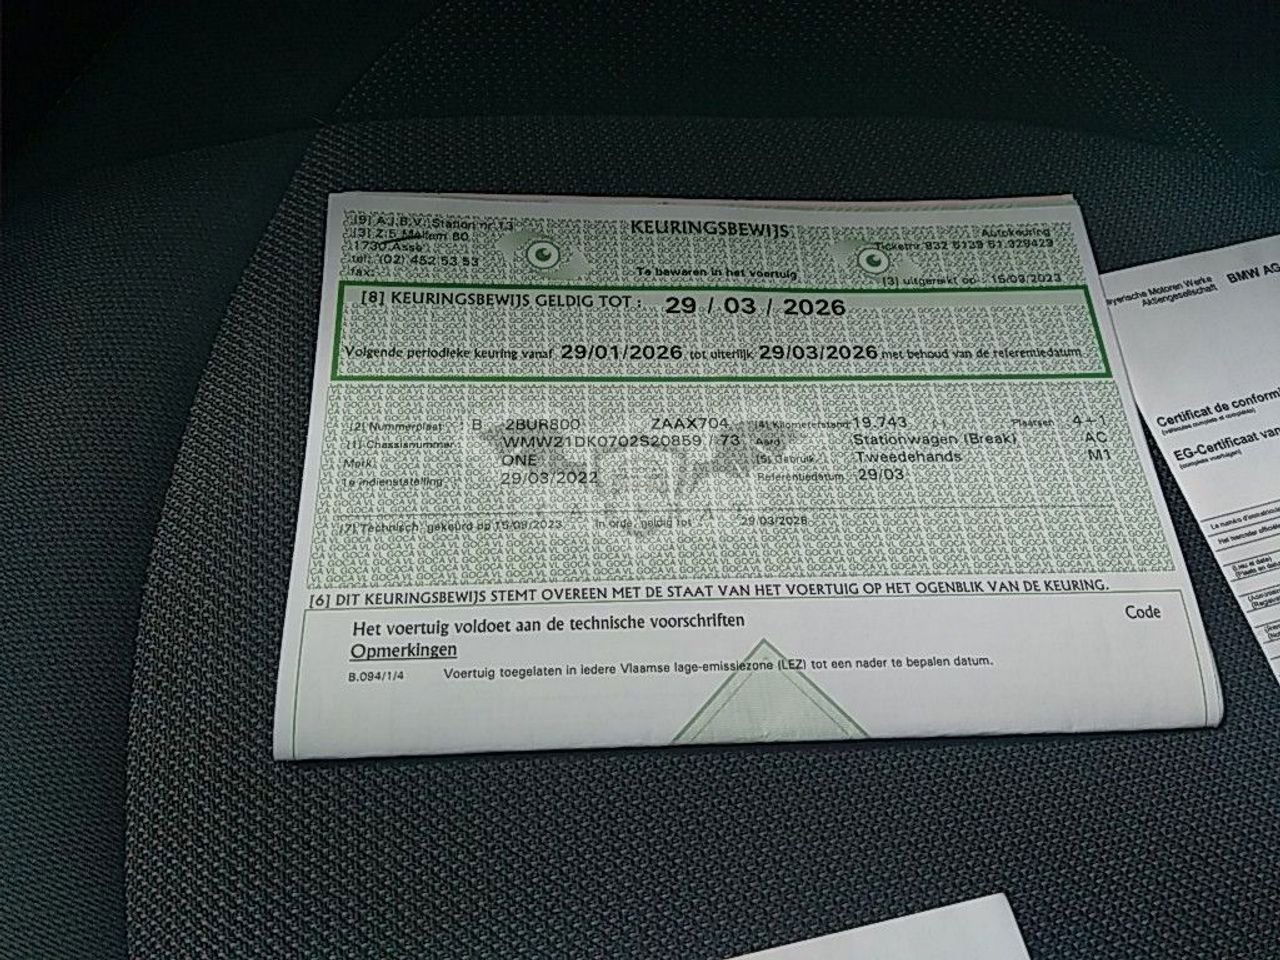 [9] A.I.B.V. Station nr 13
[3] Z.5 Mollem 80
1730 Asse
tel: (02) 452 53 53
fax:
KEURINGSBEWIJS
Te bewaren in het voertuig
Autokeuring
Ticketnr 832 5139 61.329423
[3] uitgereikt op : 15/09/2023
[8] KEURINGSBEWIJS GELDIG TOT : 29 / 03 / 2026
Volgende periodieke keuring vanaf 29/01/2026 tot uiterlijk 29/03/2026 met behoud van de referentiedatum
[2] Nummerplaat : B 2BUR800 ZAAX704 [4] Kilometerstand: 19.743 Plaatsen 4+1
[1] Chassisnummer: WMW21DK0702S20859 / 73 Aard Stationwagen (Break) AC
Merk: ONE [5] Gebruik: Tweedehands M1
1e indienststelling 29/03/2022 Referentiedatum: 29/03
[7] Technisch gekeurd op 15/09/2023 In orde, geldig tot 29/03/2026
[6] DIT KEURINGSBEWIJS STEMT OVEREEN MET DE STAAT VAN HET VOERTUIG OP HET OGENBLIK VAN DE KEURING.
Het voertuig voldoet aan de technische voorschriften Code
Opmerkingen
B.094/1/4 Voertuig toegelaten in iedere Vlaamse lage-emissiezone (LEZ) tot een nader te bepalen datum.
Bayerische Motoren Werke
Aktiengesellschaft
BMW AG
Certificat de conformi
EG-Certificaat van